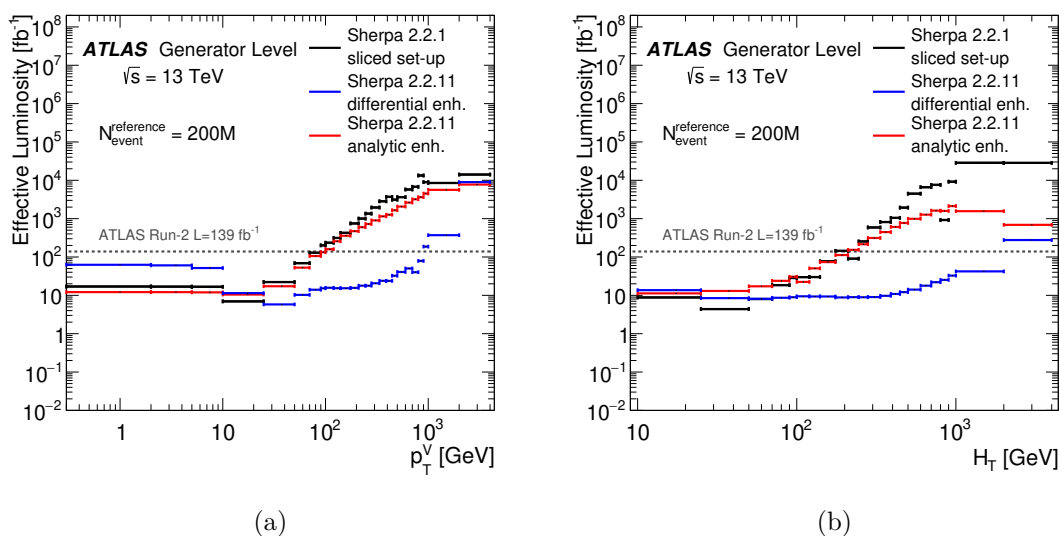 Effective Luminosity [fb⁻¹]
10⁸
10⁷
10⁶
10⁵
10⁴
10³
10²
10
1
10⁻¹
10⁻²
ATLAS Generator Level
√s = 13 TeV
N_event^reference = 200M
Sherpa 2.2.1
sliced set-up
Sherpa 2.2.11
differential enh.
Sherpa 2.2.11
analytic enh.
ATLAS Run-2 L=139 fb⁻¹
1
10
10²
10³
p_T^V [GeV]
(a)
Effective Luminosity [fb⁻¹]
10⁸
10⁷
10⁶
10⁵
10⁴
10³
10²
10
1
10⁻¹
10⁻²
ATLAS Generator Level
√s = 13 TeV
N_event^reference = 200M
Sherpa 2.2.1
sliced set-up
Sherpa 2.2.11
differential enh.
Sherpa 2.2.11
analytic enh.
ATLAS Run-2 L=139 fb⁻¹
10
10²
10³
H_T [GeV]
(b)